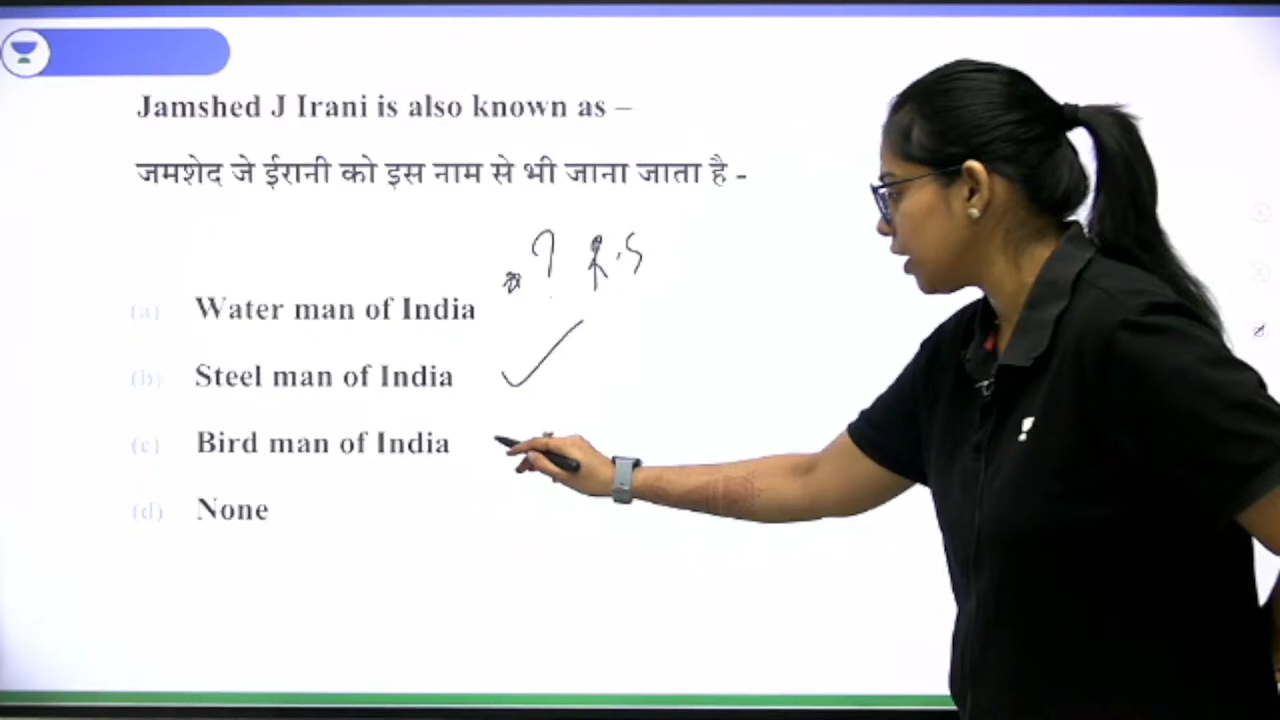 Jamshed J Irani is also known as –
जमशेद जे ईरानी को इस नाम से भी जाना जाता है -
? R.S
(a) Water man of India
(b) Steel man of India
(c) Bird man of India
(d) None